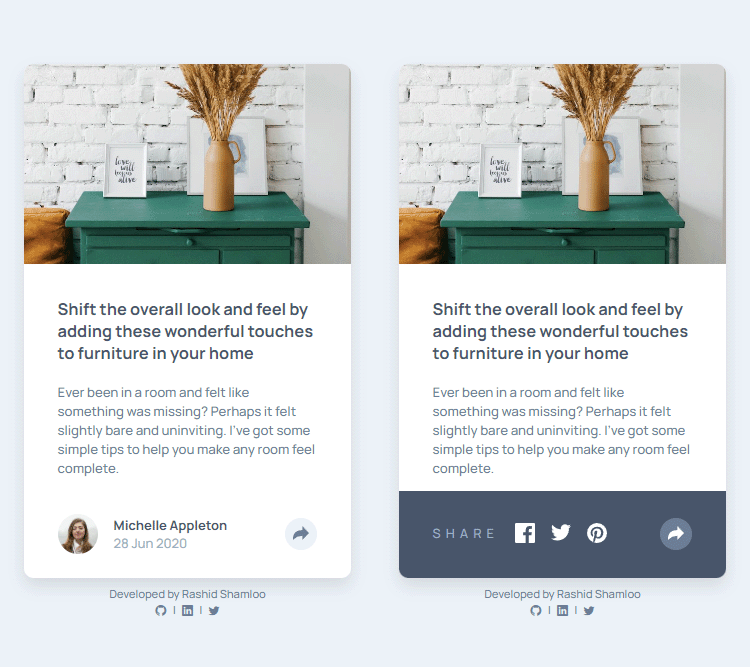 love
will
begin
alive
Shift the overall look and feel by
adding these wonderful touches
to furniture in your home
Ever been in a room and felt like
something was missing? Perhaps it felt
slightly bare and uninviting. I've got some
simple tips to help you make any room feel
complete.
Michelle Appleton
28 Jun 2020
Developed by Rashid Shamloo
| |
love
will
begin
alive
Shift the overall look and feel by
adding these wonderful touches
to furniture in your home
Ever been in a room and felt like
something was missing? Perhaps it felt
slightly bare and uninviting. I've got some
simple tips to help you make any room feel
complete.
SHARE
Developed by Rashid Shamloo
| |